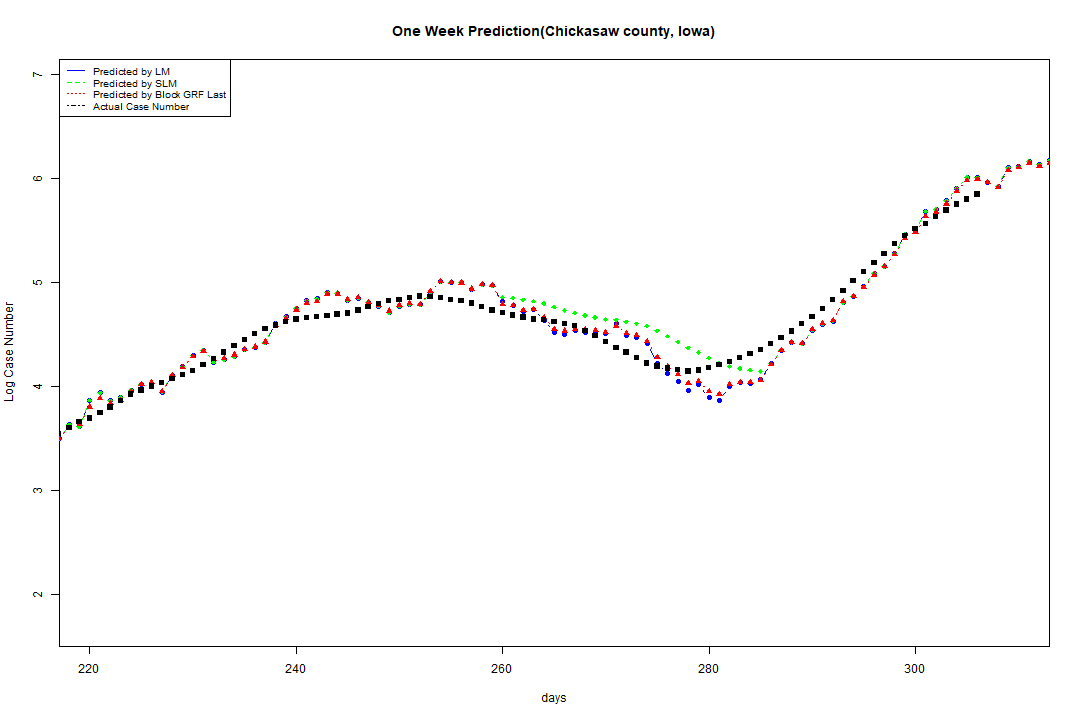 One Week Prediction(Chickasaw county, Iowa)
Predicted by LM
Predicted by SLM
Predicted by Block GRF Last
Actual Case Number
7
6
5
4
3
2
Log Case Number
220 240 260 280 300
days